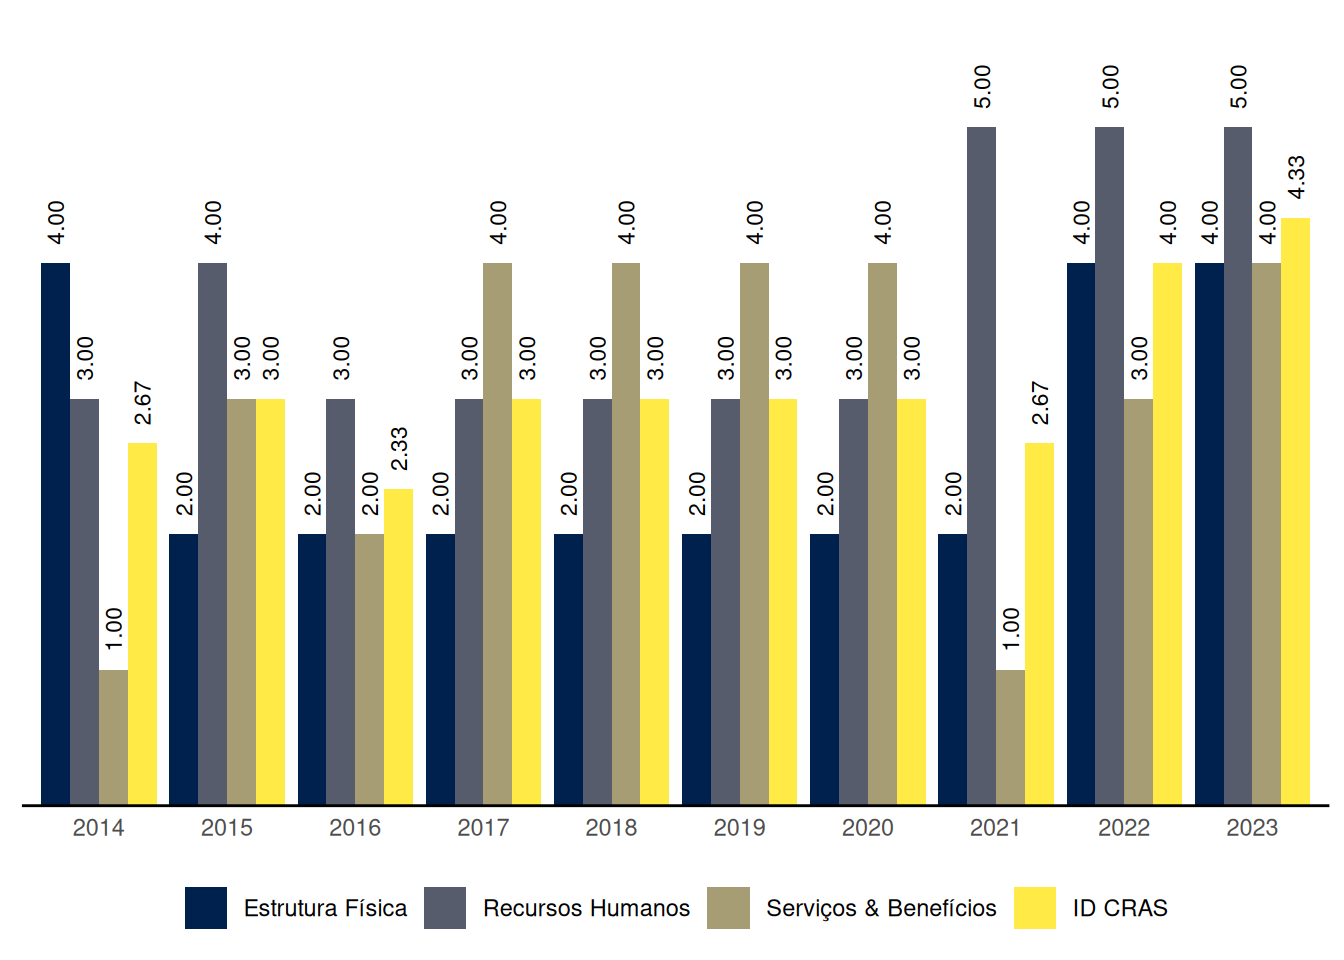 4.00 3.00 1.00 2.67 2.00 4.00 3.00 3.00 2.00 3.00 2.00 2.33 2.00 3.00 4.00 3.00 2.00 3.00 4.00 3.00 2.00 3.00 4.00 3.00 2.00 3.00 4.00 3.00 2.00 5.00 1.00 2.67 4.00 5.00 3.00 4.00 4.00 5.00 4.00 4.33
2014 2015 2016 2017 2018 2019 2020 2021 2022 2023
Estrutura Física Recursos Humanos Serviços & Benefícios ID CRAS